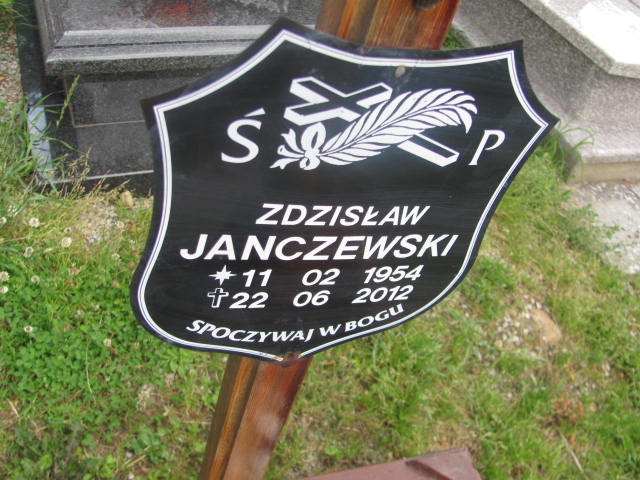 Ś P
ZDZISŁAW
JANCZEWSKI
11 02 1954
22 06 2012
SPOCZYWAJ W BOGU